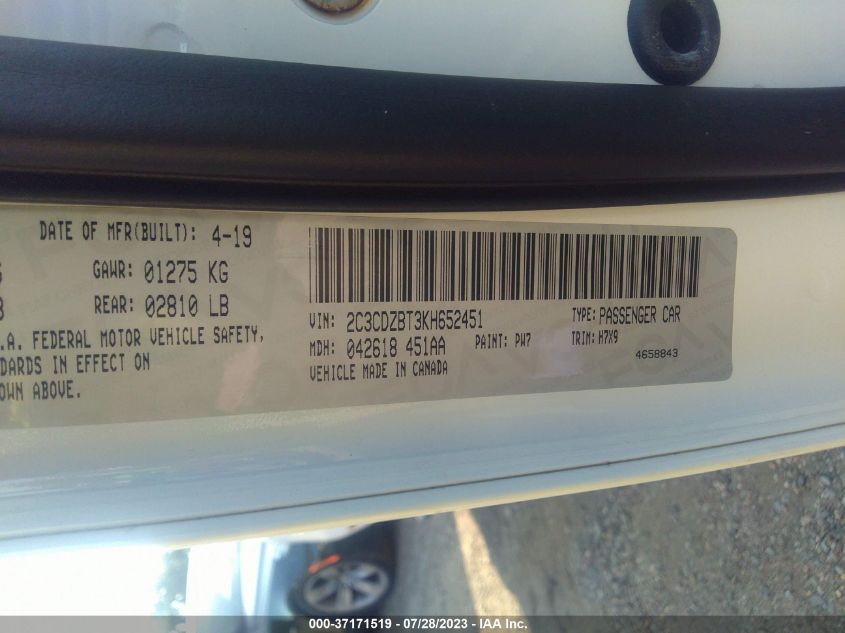 DATE OF MFR(BUILT): 4-19
GAWR: 01275 KG
REAR: 02810 LB
.A. FEDERAL MOTOR VEHICLE SAFETY,
DARDS IN EFFECT ON
OWN ABOVE.
VIN: 2C3CDZBT3KH652451
TYPE: PASSENGER CAR
MDH: 042618 451AA
PAINT: PW7
TRIM: H7X9
VEHICLE MADE IN CANADA
4658843
000-37171519 / 07/28/2023 - IAA Inc.